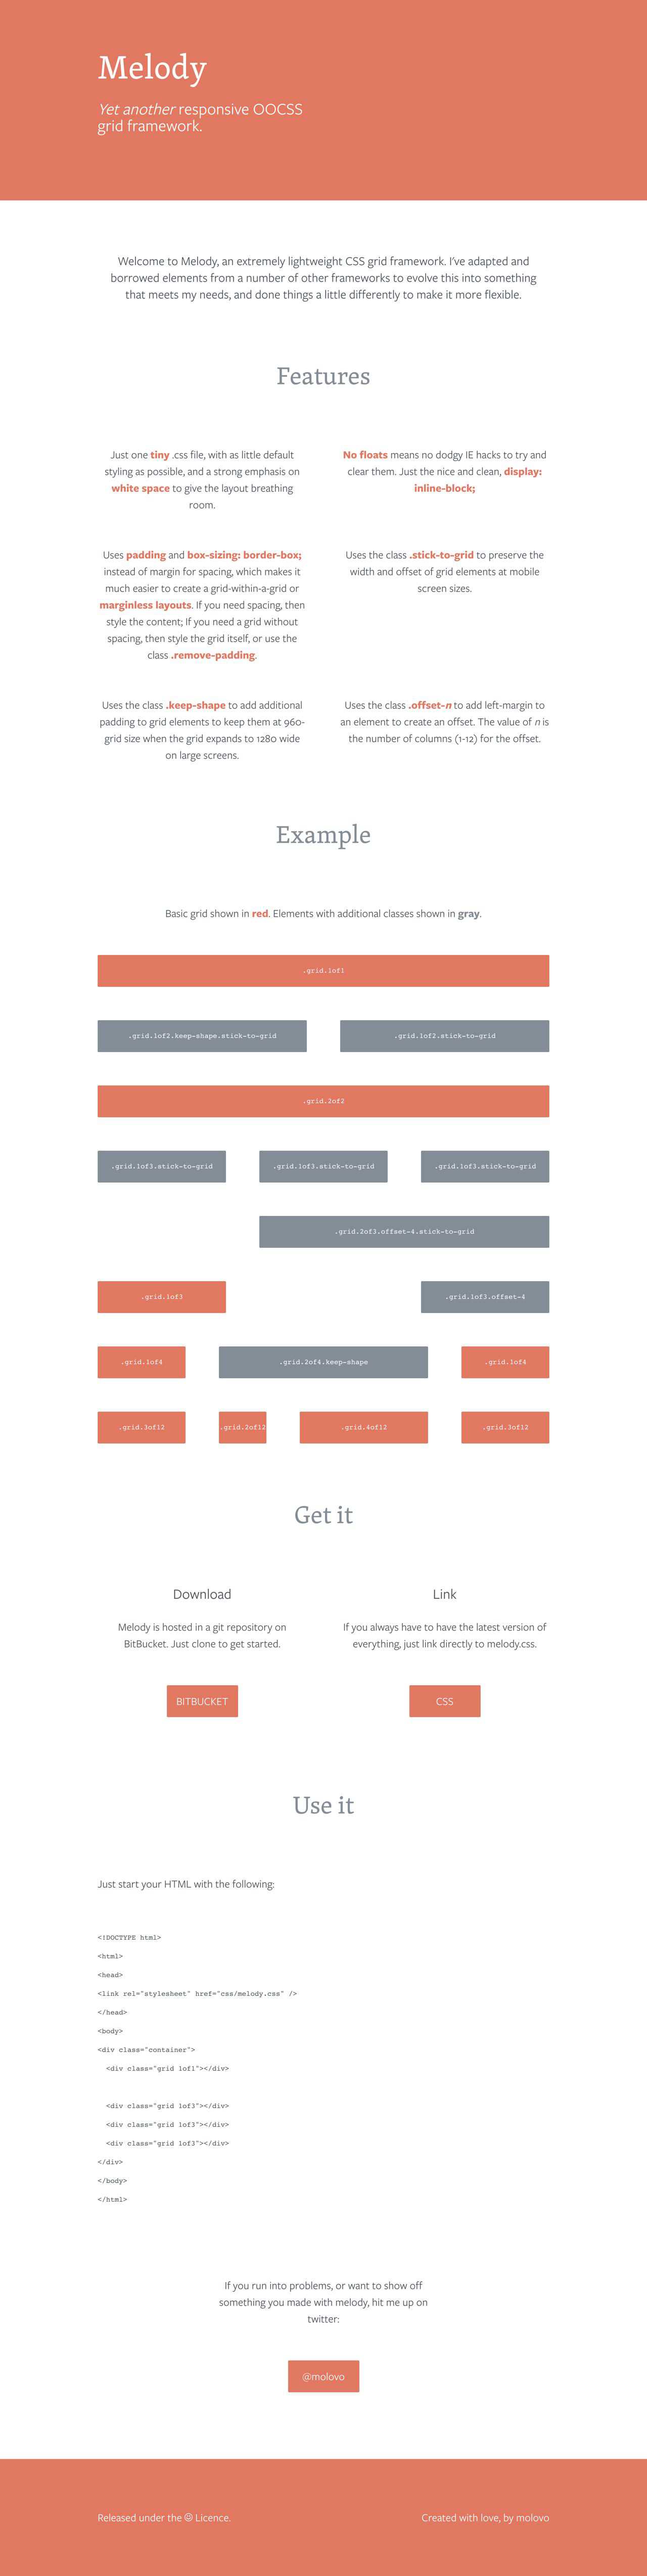 Melody
Yet another responsive OOCSS
grid framework.
Welcome to Melody, an extremely lightweight CSS grid framework. I've adapted and
borrowed elements from a number of other frameworks to evolve this into something
that meets my needs, and done things a little differently to make it more flexible.
Features
Just one tiny .css file, with as little default
styling as possible, and a strong emphasis on
white space to give the layout breathing
room.
No floats means no dodgy IE hacks to try and
clear them. Just the nice and clean, display:
inline-block;
Uses padding and box-sizing: border-box;
instead of margin for spacing, which makes it
much easier to create a grid-within-a-grid or
marginless layouts. If you need spacing, then
style the content; If you need a grid without
spacing, then style the grid itself, or use the
class .remove-padding.
Uses the class .stick-to-grid to preserve the
width and offset of grid elements at mobile
screen sizes.
Uses the class .keep-shape to add additional
padding to grid elements to keep them at 960-
grid size when the grid expands to 1280 wide
on large screens.
Uses the class .offset-n to add left-margin to
an element to create an offset. The value of n is
the number of columns (1-12) for the offset.
Example
Basic grid shown in red. Elements with additional classes shown in gray.
.grid.1of1
.grid.1of2.keep-shape.stick-to-grid
.grid.1of2.stick-to-grid
.grid.2of2
.grid.1of3.stick-to-grid
.grid.1of3.stick-to-grid
.grid.1of3.stick-to-grid
.grid.2of3.offset-4.stick-to-grid
.grid.1of3
.grid.1of3.offset-4
.grid.1of4
.grid.2of4.keep-shape
.grid.1of4
.grid.3of12
.grid.2of12
.grid.4of12
.grid.3of12
Get it
Download
Melody is hosted in a git repository on
BitBucket. Just clone to get started.
BITBUCKET
Link
If you always have to have the latest version of
everything, just link directly to melody.css.
CSS
Use it
Just start your HTML with the following:
<!DOCTYPE html>
<html>
<head>
<link rel="stylesheet" href="css/melody.css" />
</head>
<body>
<div class="container">
<div class="grid 1of1"></div>
<div class="grid 1of3"></div>
<div class="grid 1of3"></div>
<div class="grid 1of3"></div>
</div>
</body>
</html>
If you run into problems, or want to show off
something you made with melody, hit me up on
twitter:
@molovo
Released under the ☺ Licence.
Created with love, by molovo